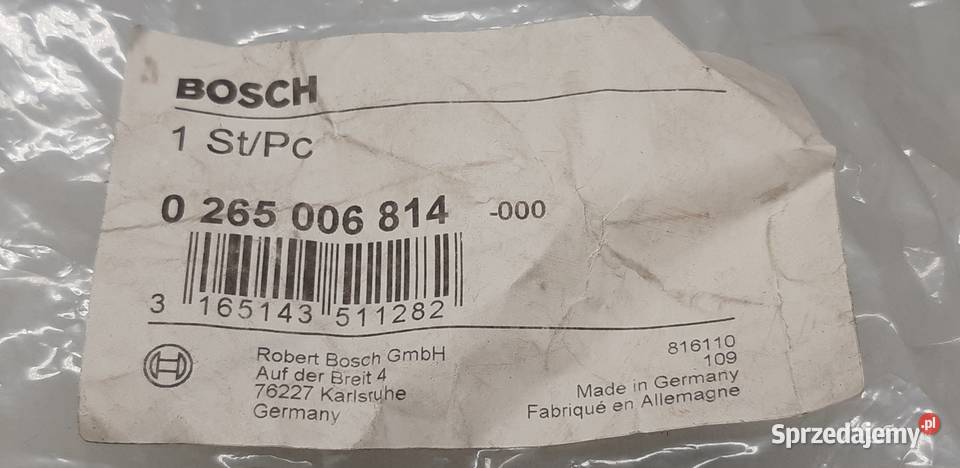 BOSCH
1 St/Pc
0 265 006 814 -000
3 165143 511282
Robert Bosch GmbH
Auf der Breit 4
76227 Karlsruhe
Germany
816110
109
Made in Germany
Fabriqué en Allemagne
Sprzedajemy.pl